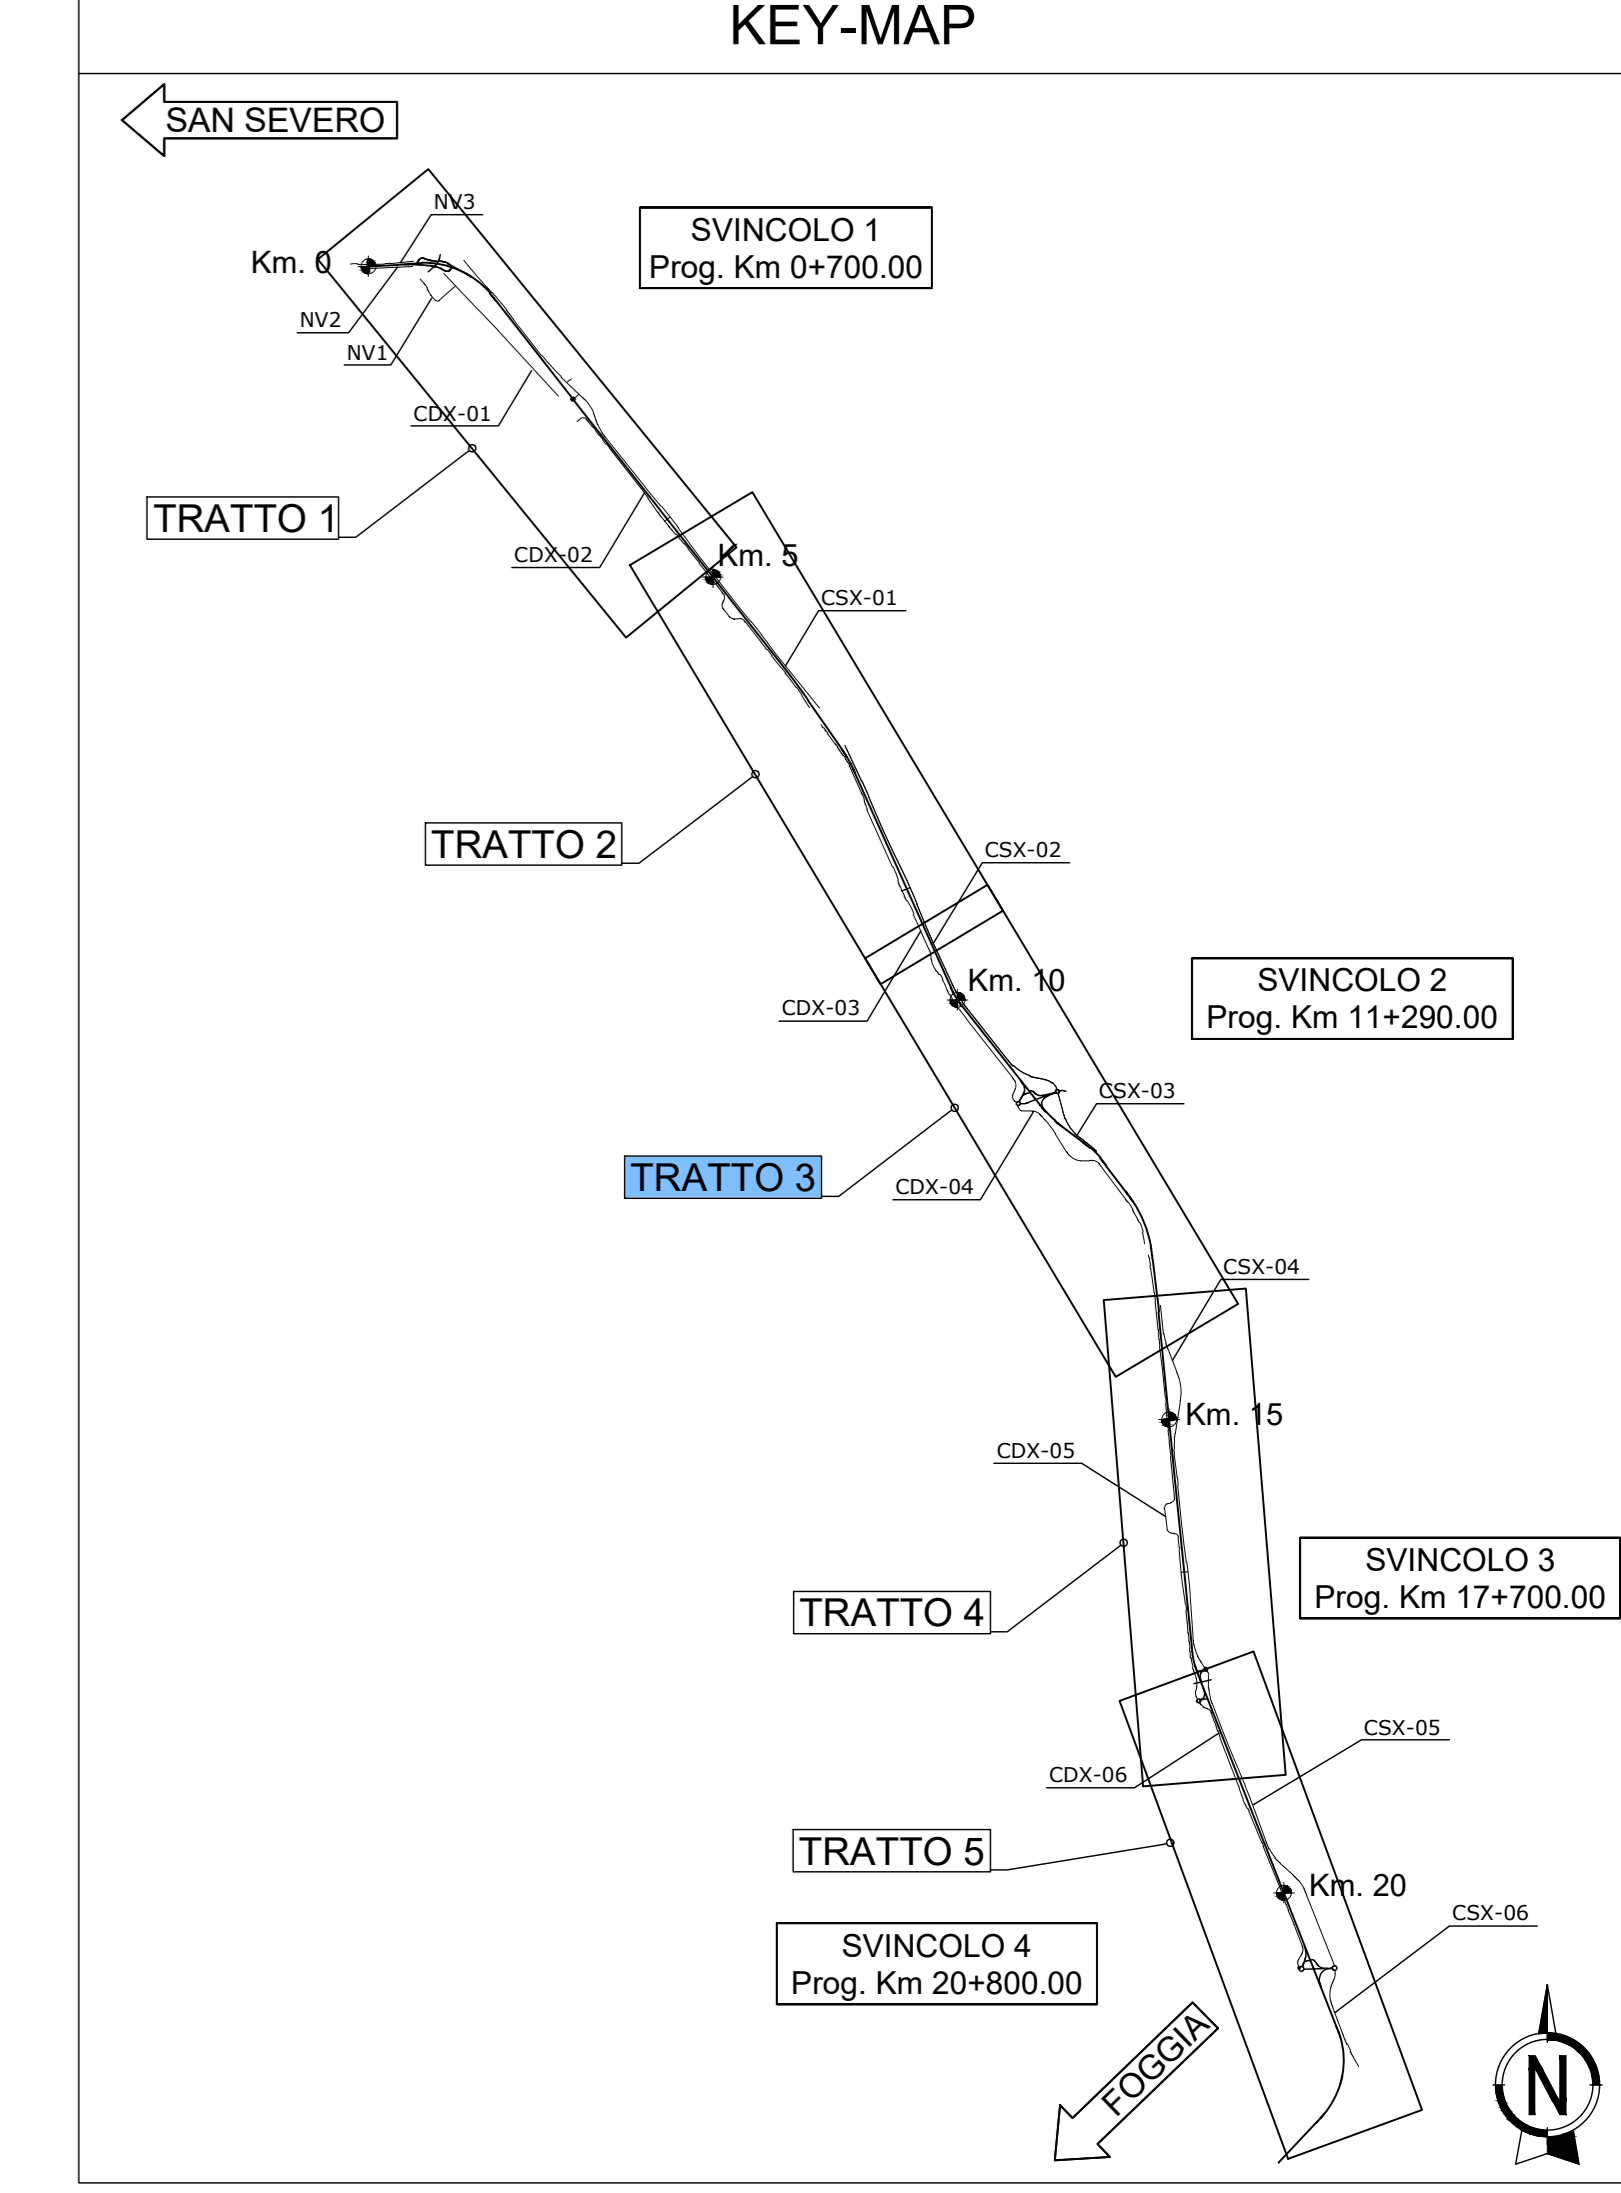 KEY-MAP
SAN SEVERO
NV3
SVINCOLO 1
Prog. Km 0+700.00
Km. 0
NV2
NV1
CDX-01
TRATTO 1
CDX-02
Km. 5
CSX-01
TRATTO 2
CSX-02
Km. 10
SVINCOLO 2
Prog. Km 11+290.00
CDX-03
CSX-03
TRATTO 3
CDX-04
CSX-04
Km. 15
CDX-05
SVINCOLO 3
Prog. Km 17+700.00
TRATTO 4
CSX-05
CDX-06
TRATTO 5
Km. 20
CSX-06
SVINCOLO 4
Prog. Km 20+800.00
FOGGIA
N